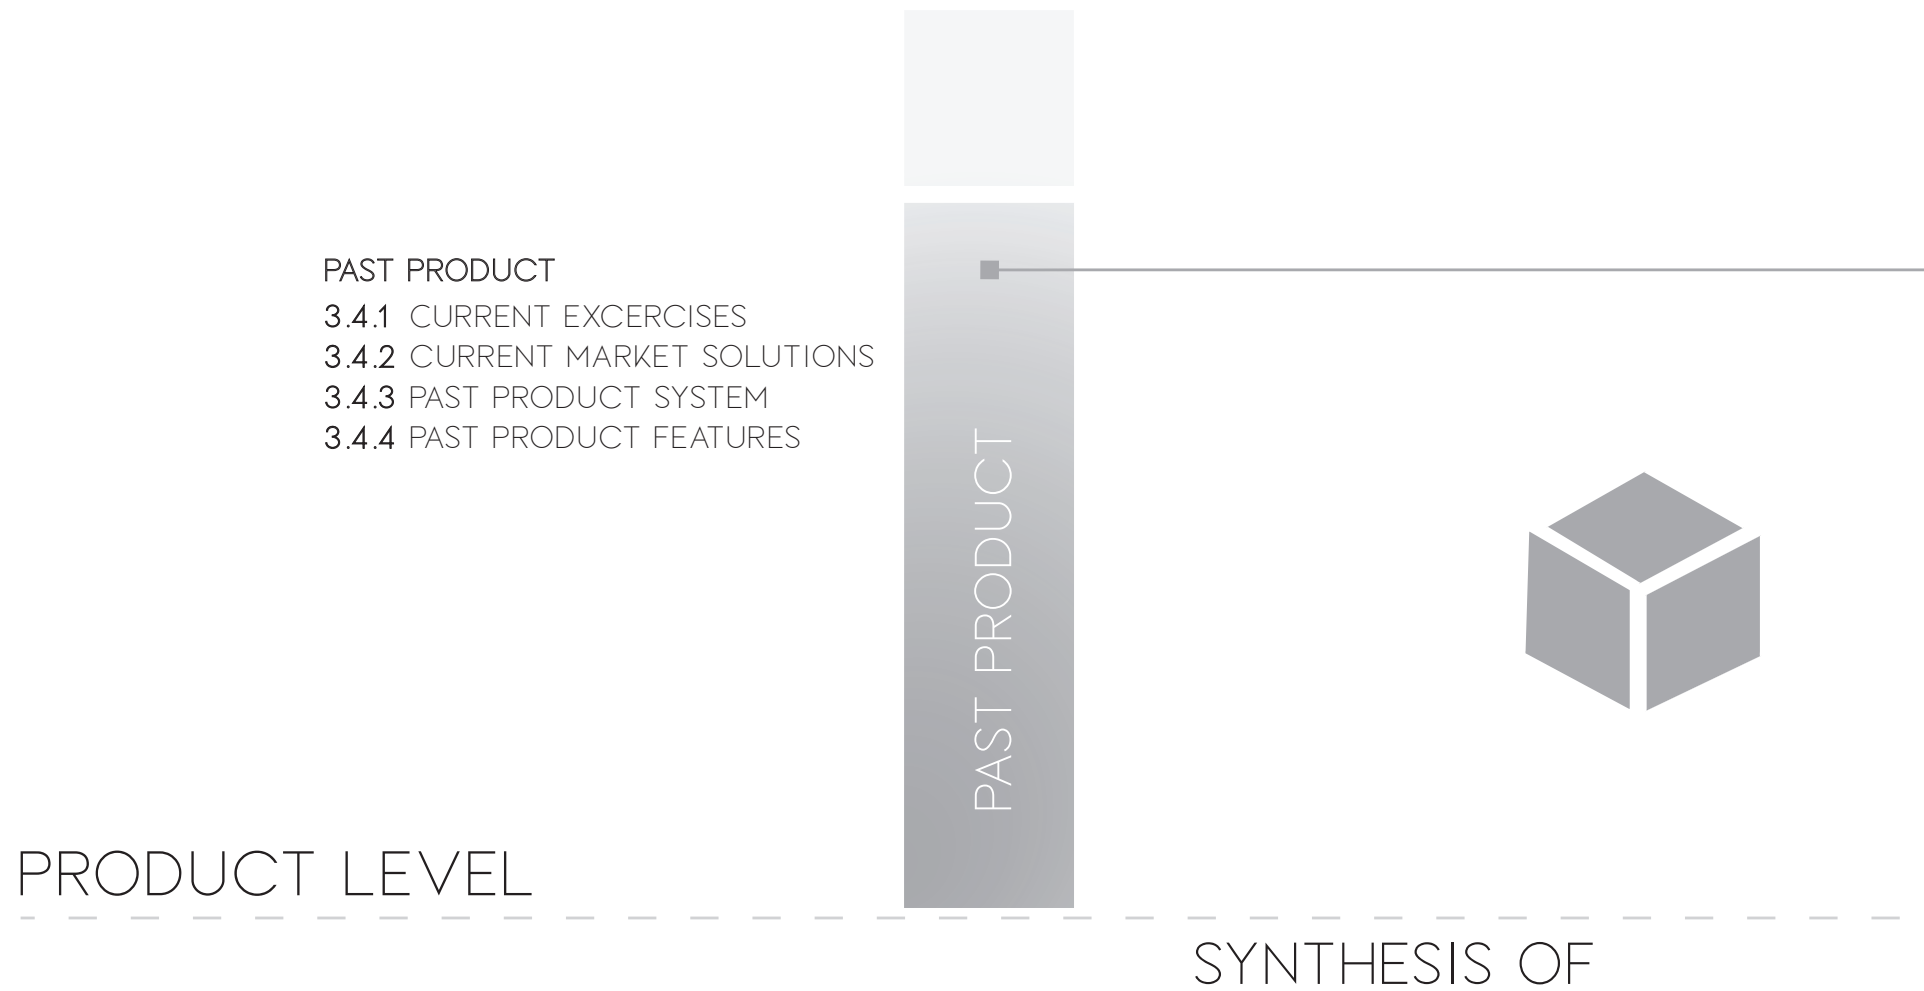 PAST PRODUCT
3.4.1 CURRENT EXCERCISES
3.4.2 CURRENT MARKET SOLUTIONS
3.4.3 PAST PRODUCT SYSTEM
3.4.4 PAST PRODUCT FEATURES
PAST PRODUCT
PRODUCT LEVEL
SYNTHESIS OF